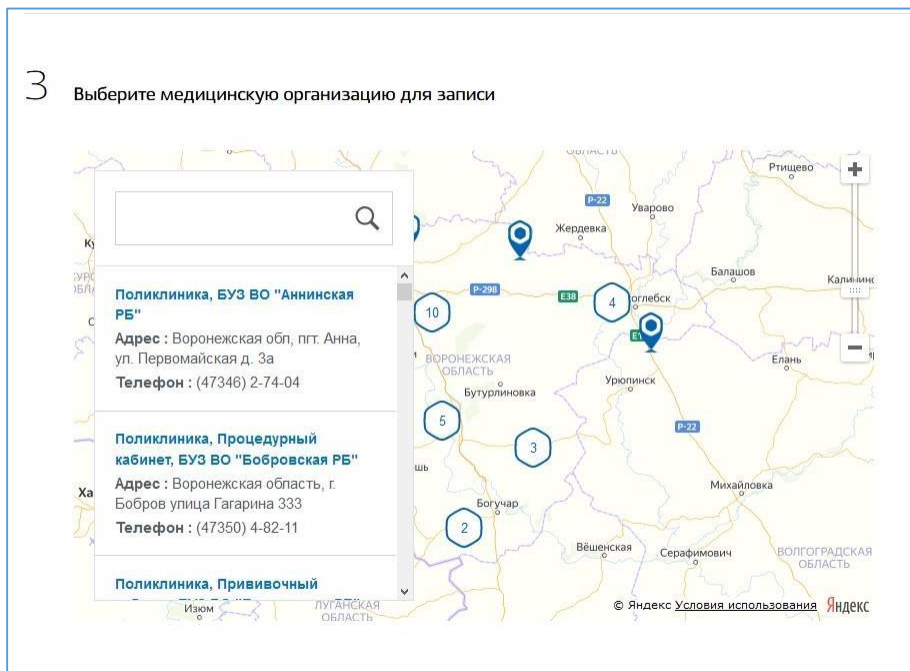 3
Выберите медицинскую организацию для записи
Поликлиника, БУЗ ВО "Аннинская
РБ"
Адрес : Воронежская обл, пгт. Анна,
ул. Первомайская д. 3а
Телефон : (47346) 2-74-04
Поликлиника, Процедурный
кабинет, БУЗ ВО "Бобровская РБ"
Адрес : Воронежская область, г.
Бобров улица Гагарина 333
Телефон : (47350) 4-82-11
Поликлиника, Прививочный
ОБЛАСТЬ
Ртищево
Р-22
Уварово
Жердевка
Балашов
Р-298
E38
4
10
ВОРОНЕЖСКАЯ
ОБЛАСТЬ
Елань
Урюпинск
Бутурлиновка
5
Р-22
3
Михайловка
Ха
Богучар
2
Вёшенская
Серафимович
ВОЛГОГРАДСКАЯ
ОБЛАСТЬ
Изюм
ЛУГАНСКАЯ
ОБЛАСТЬ
© Яндекс Условия использования Яндекс